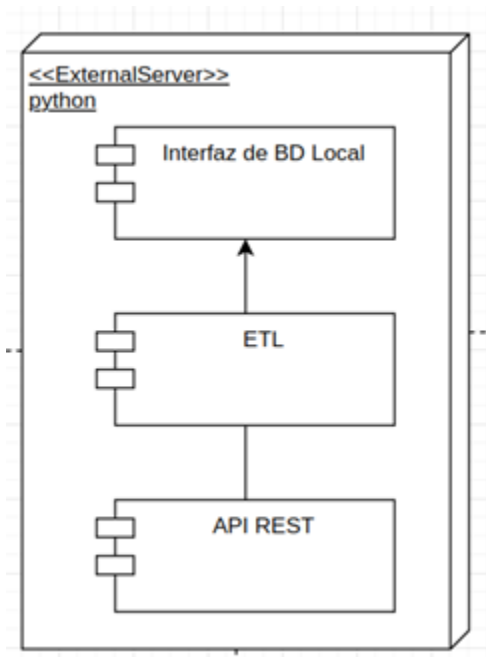 <<ExternalServer>>
python
Interfaz de BD Local
ETL
API REST